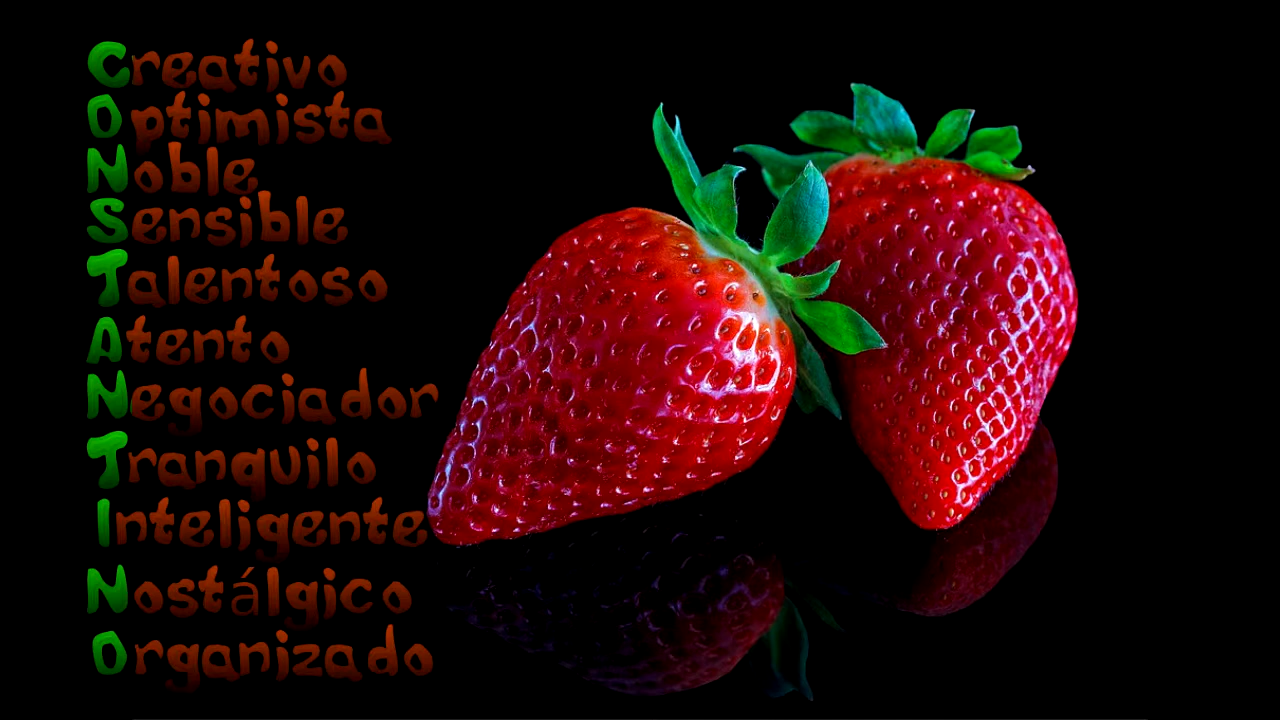 Creativo
Optimista
Noble
Sensible
Talentoso
Atento
Negociador
Tranquilo
Inteligente
Nostálgico
Organizado